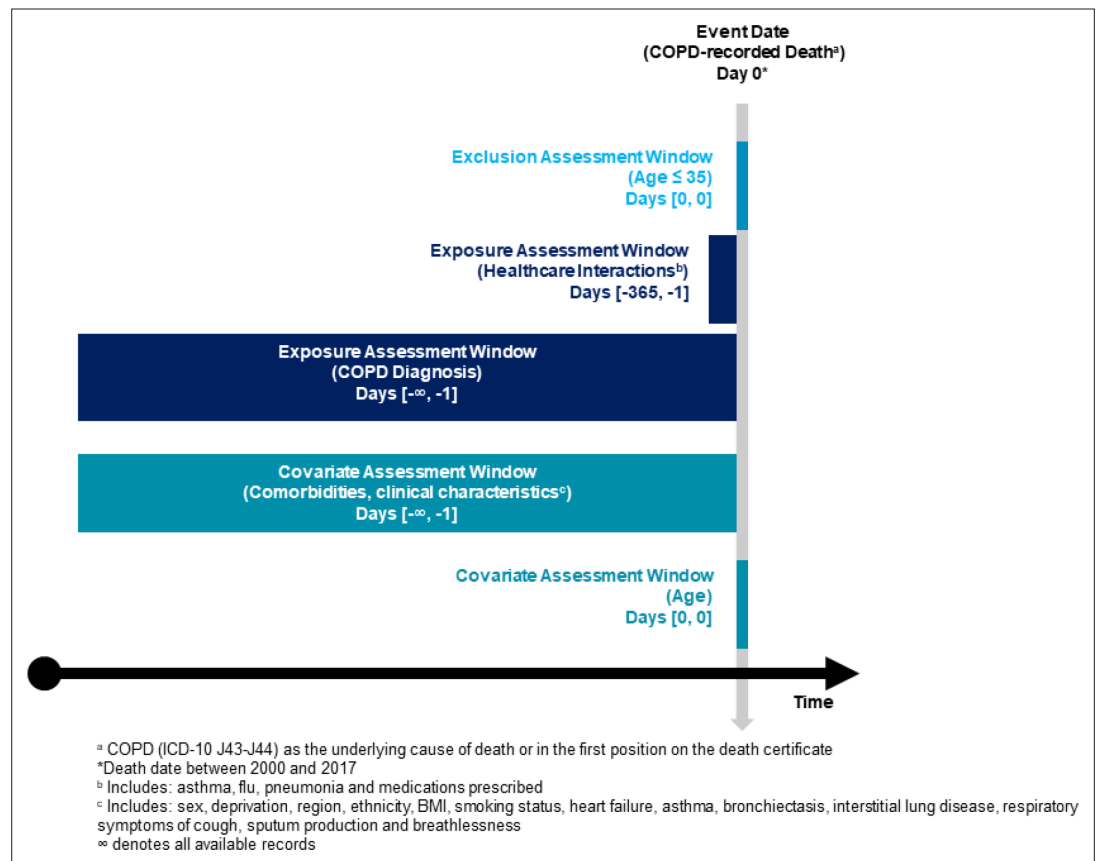 Event Date
(COPD-recorded Deathᵃ)
Day 0*
Exclusion Assessment Window
(Age ≤ 35)
Days [0, 0]
Exposure Assessment Window
(Healthcare Interactionsᵇ)
Days [-365, -1]
Exposure Assessment Window
(COPD Diagnosis)
Days [-∞, -1]
Covariate Assessment Window
(Comorbidities, clinical characteristicsᶜ)
Days [-∞, -1]
Covariate Assessment Window
(Age)
Days [0, 0]
Time
ᵃ COPD (ICD-10 J43-J44) as the underlying cause of death or in the first position on the death certificate
*Death date between 2000 and 2017
ᵇ Includes: asthma, flu, pneumonia and medications prescribed
ᶜ Includes: sex, deprivation, region, ethnicity, BMI, smoking status, heart failure, asthma, bronchiectasis, interstitial lung disease, respiratory
symptoms of cough, sputum production and breathlessness
∞ denotes all available records